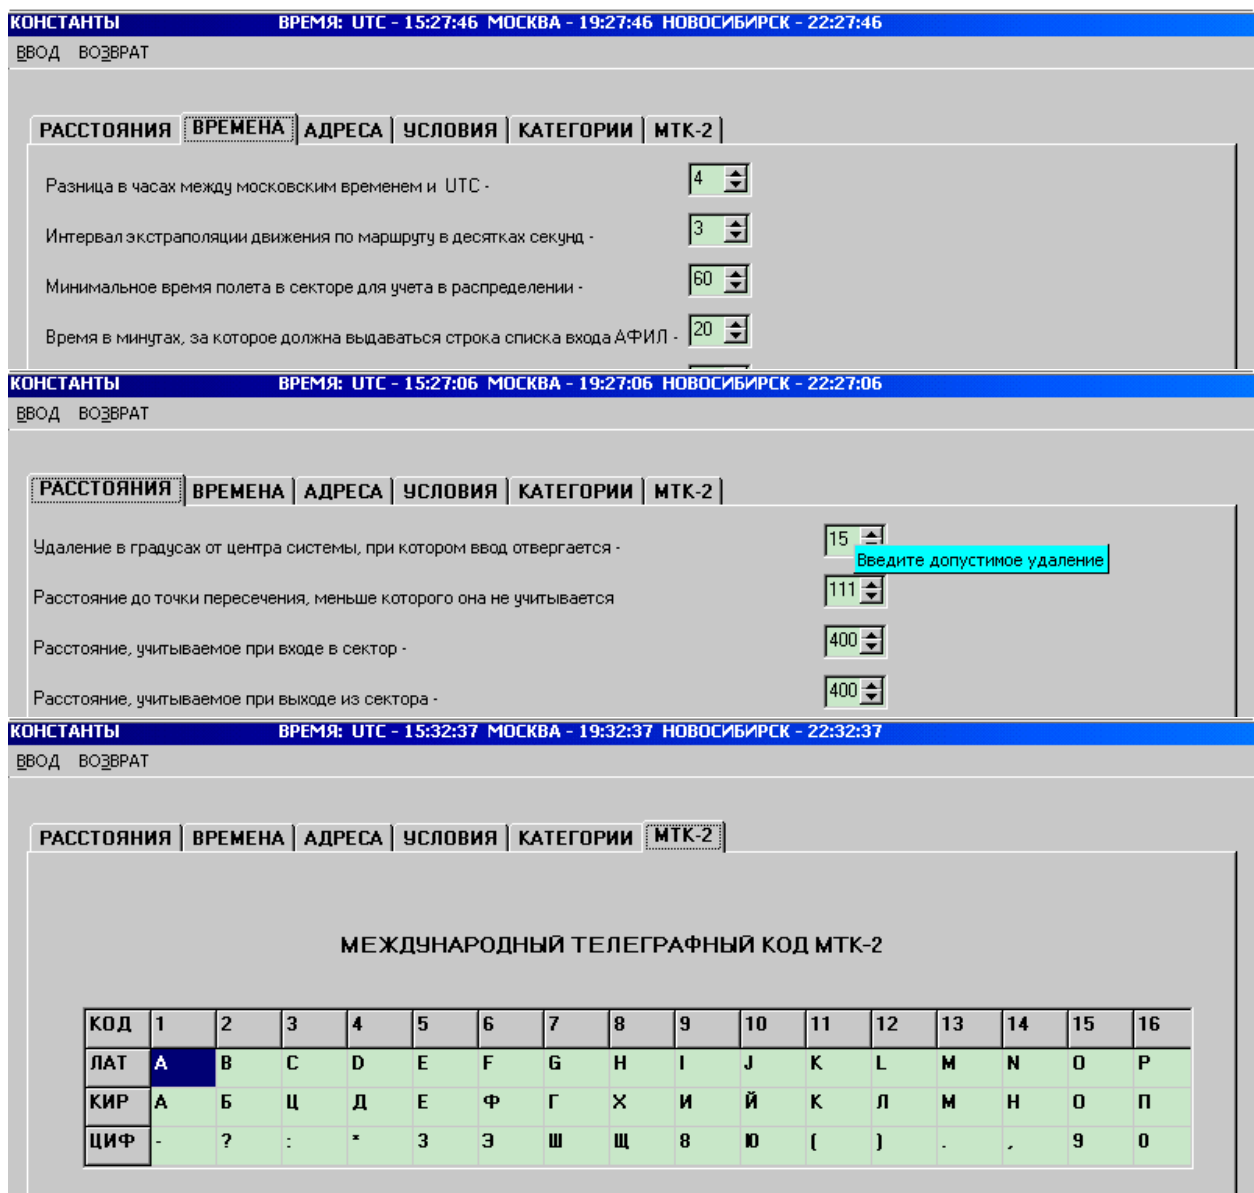 КОНСТАНТЫ ВРЕМЯ: UTC - 15:27:46 МОСКВА - 19:27:46 НОВОСИБИРСК - 22:27:46
ВВОД ВОЗВРАТ
РАССТОЯНИЯ ВРЕМЕНА АДРЕСА УСЛОВИЯ КАТЕГОРИИ МТК-2
Разница в часах между московским временем и UTC - 4
Интервал экстраполяции движения по маршруту в десятках секунд - 3
Минимальное время полета в секторе для учета в распределении - 60
Время в минутах, за которое должна выдаваться строка списка входа АФИЛ - 20
КОНСТАНТЫ ВРЕМЯ: UTC - 15:27:06 МОСКВА - 19:27:06 НОВОСИБИРСК - 22:27:06
ВВОД ВОЗВРАТ
РАССТОЯНИЯ ВРЕМЕНА АДРЕСА УСЛОВИЯ КАТЕГОРИИ МТК-2
Удаление в градусах от центра системы, при котором ввод отвергается - 15
Введите допустимое удаление
Расстояние до точки пересечения, меньше которого она не учитывается 111
Расстояние, учитываемое при входе в сектор - 400
Расстояние, учитываемое при выходе из сектора - 400
КОНСТАНТЫ ВРЕМЯ: UTC - 15:32:37 МОСКВА - 19:32:37 НОВОСИБИРСК - 22:32:37
ВВОД ВОЗВРАТ
РАССТОЯНИЯ ВРЕМЕНА АДРЕСА УСЛОВИЯ КАТЕГОРИИ МТК-2
МЕЖДУНАРОДНЫЙ ТЕЛЕГРАФНЫЙ КОД МТК-2
КОД 1 2 3 4 5 6 7 8 9 10 11 12 13 14 15 16
ЛАТ A B C D E F G H I J K L M N O P
КИР А Б Ц Д Е Ф Г Х И Й К Л М Н О П
ЦИФ - ? : * 3 Э Ш Щ 8 Ю ( ) . , 9 0